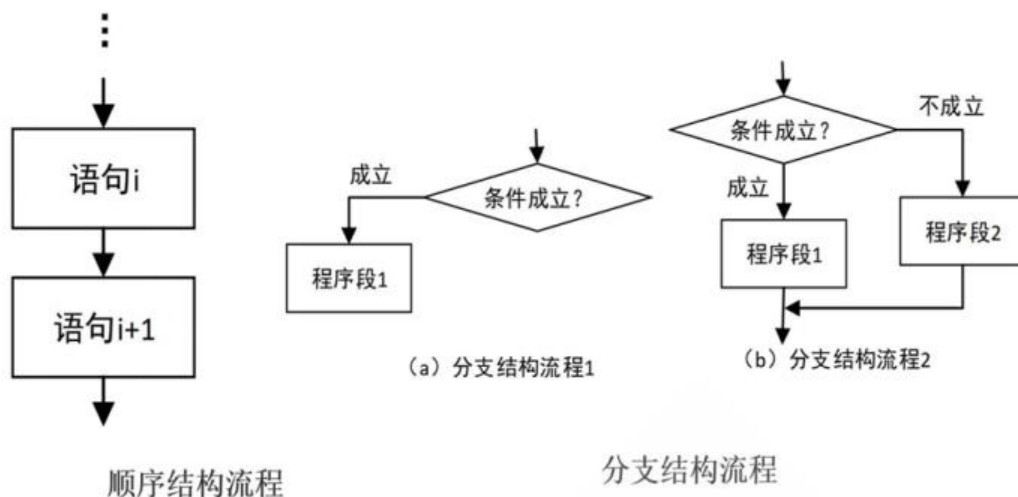 ⋮
语句i
语句i+1
顺序结构流程
成立
条件成立?
程序段1
(a) 分支结构流程1
条件成立?
不成立
成立
程序段1
程序段2
(b) 分支结构流程2
分支结构流程